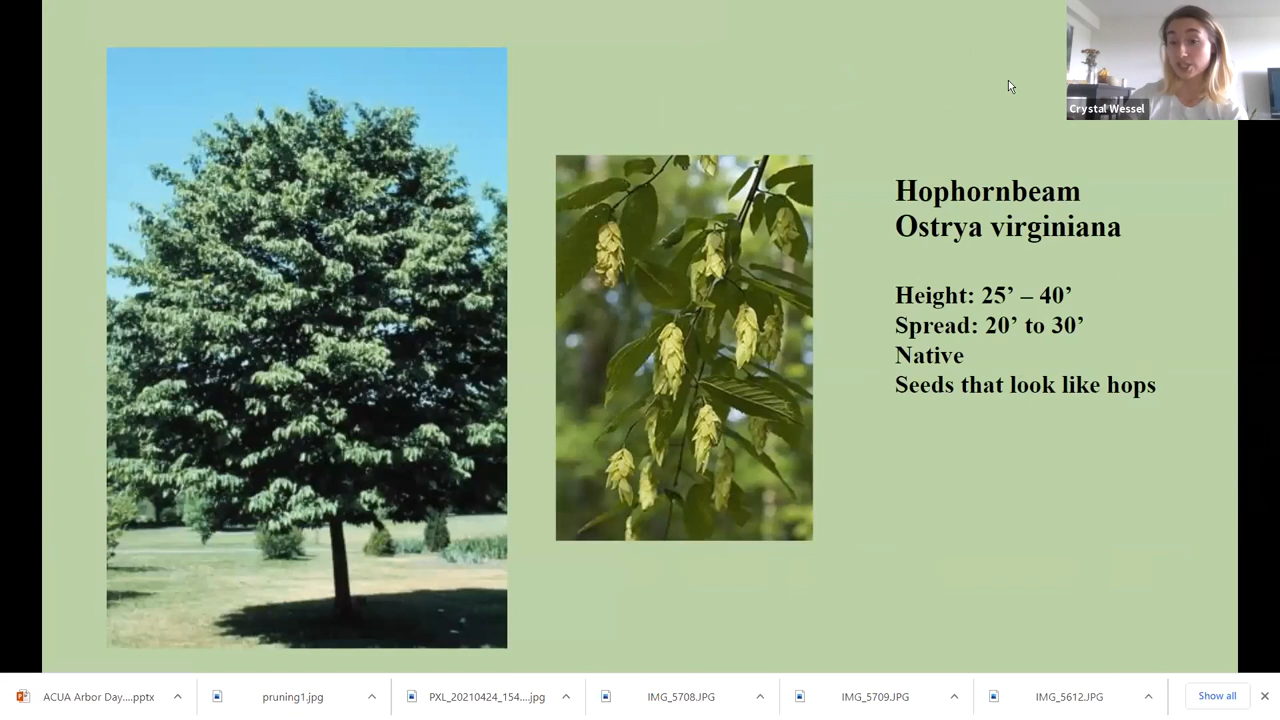 Crystal Wessel
Hophornbeam
Ostrya virginiana
Height: 25’ – 40’
Spread: 20’ to 30’
Native
Seeds that look like hops
ACUA Arbor Day....pptx
pruning1.jpg
PXL_20210424_154....jpg
IMG_5708.JPG
IMG_5709.JPG
IMG_5612.JPG
Show all